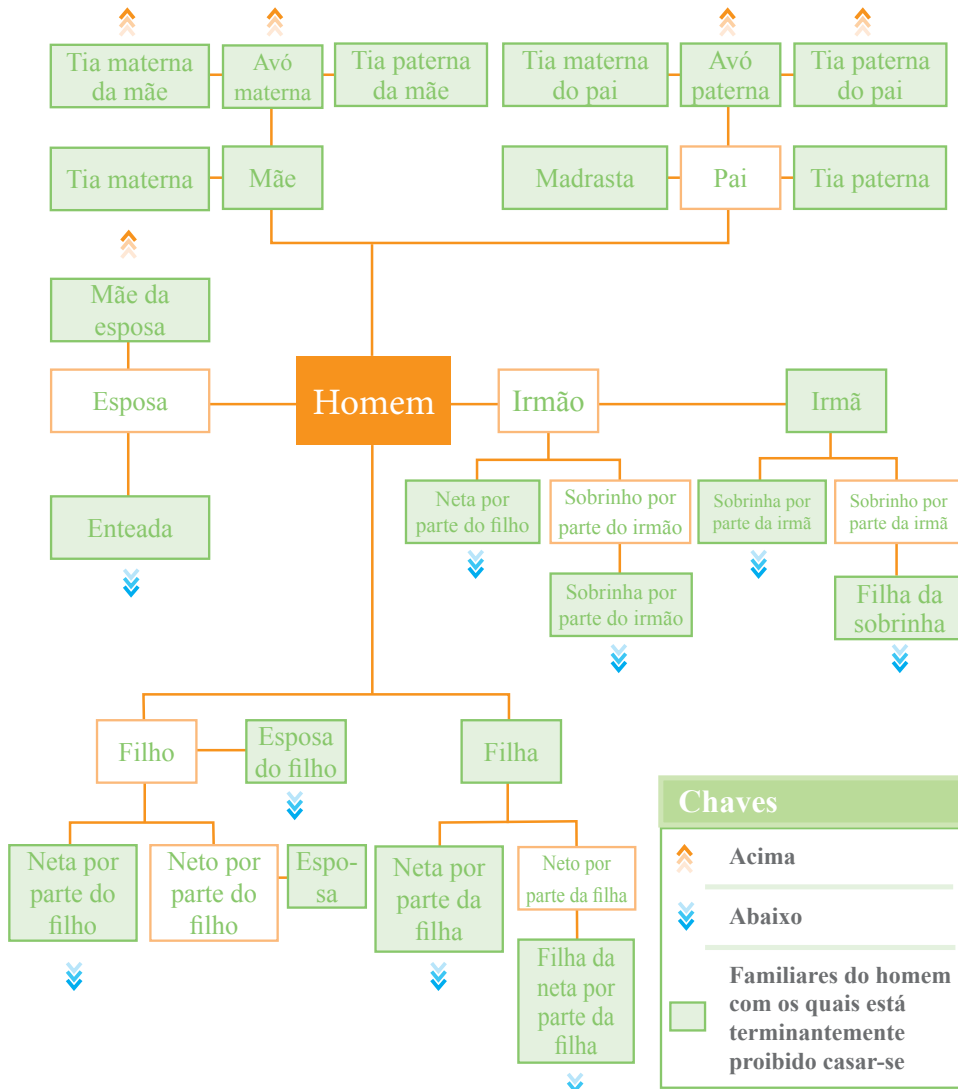 Tia materna
da mãe
Avó
materna
Tia paterna
da mãe
Tia materna
do pai
Avó
paterna
Tia paterna
do pai
Tia materna
Mãe
Madrasta
Pai
Tia paterna
Mãe da
esposa
Esposa
Homem
Irmão
Irmã
Enteada
Neta por
parte do filho
Sobrinho por
parte do irmão
Sobrinha por
parte da irmã
Sobrinho por
parte da irmã
Sobrinha por
parte do irmão
Filha da
sobrinha
Filho
Esposa
do filho
Filha
Neta por
parte do
filho
Neto por
parte do
filho
Espo-
sa
Neta por
parte da
filha
Neto por
parte da filha
Filha da
neta por
parte da
filha
Chaves
Acima
Abaixo
Familiares do homem
com os quais está
terminantemente
proibido casar-se